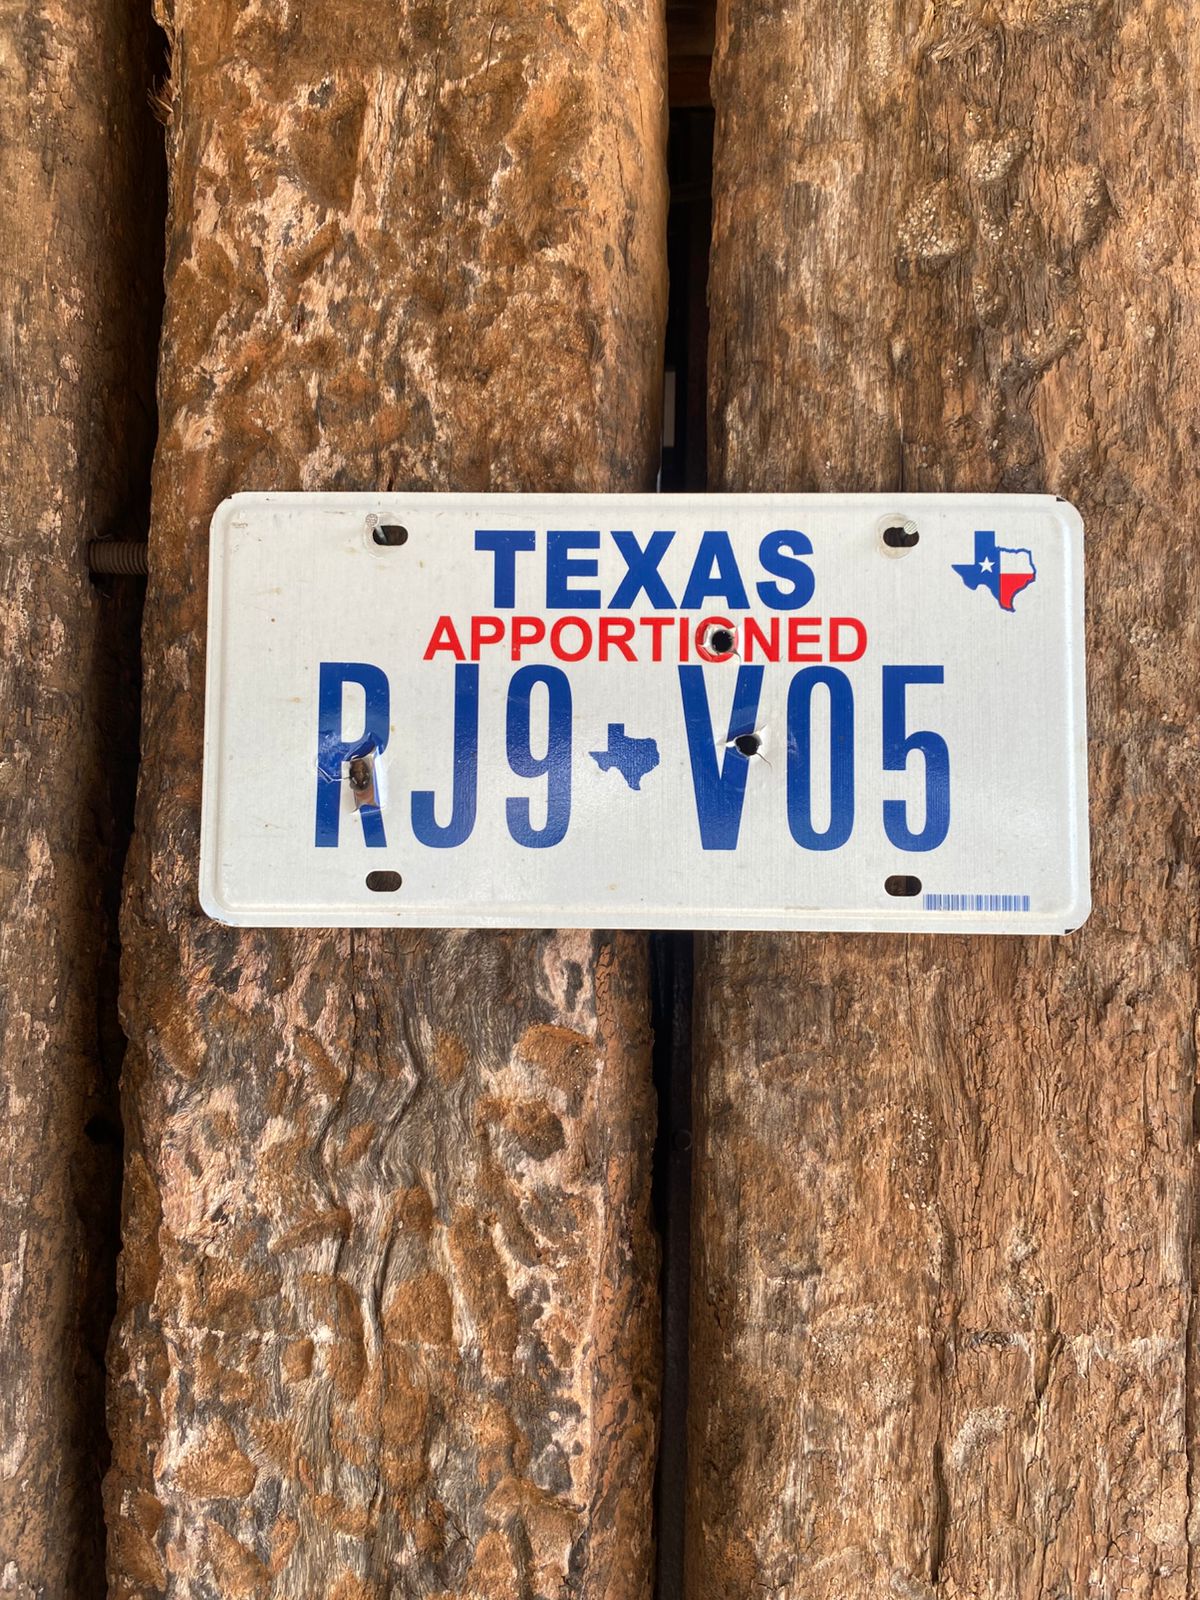 TEXAS
APPORTIONED
RJ9 V05